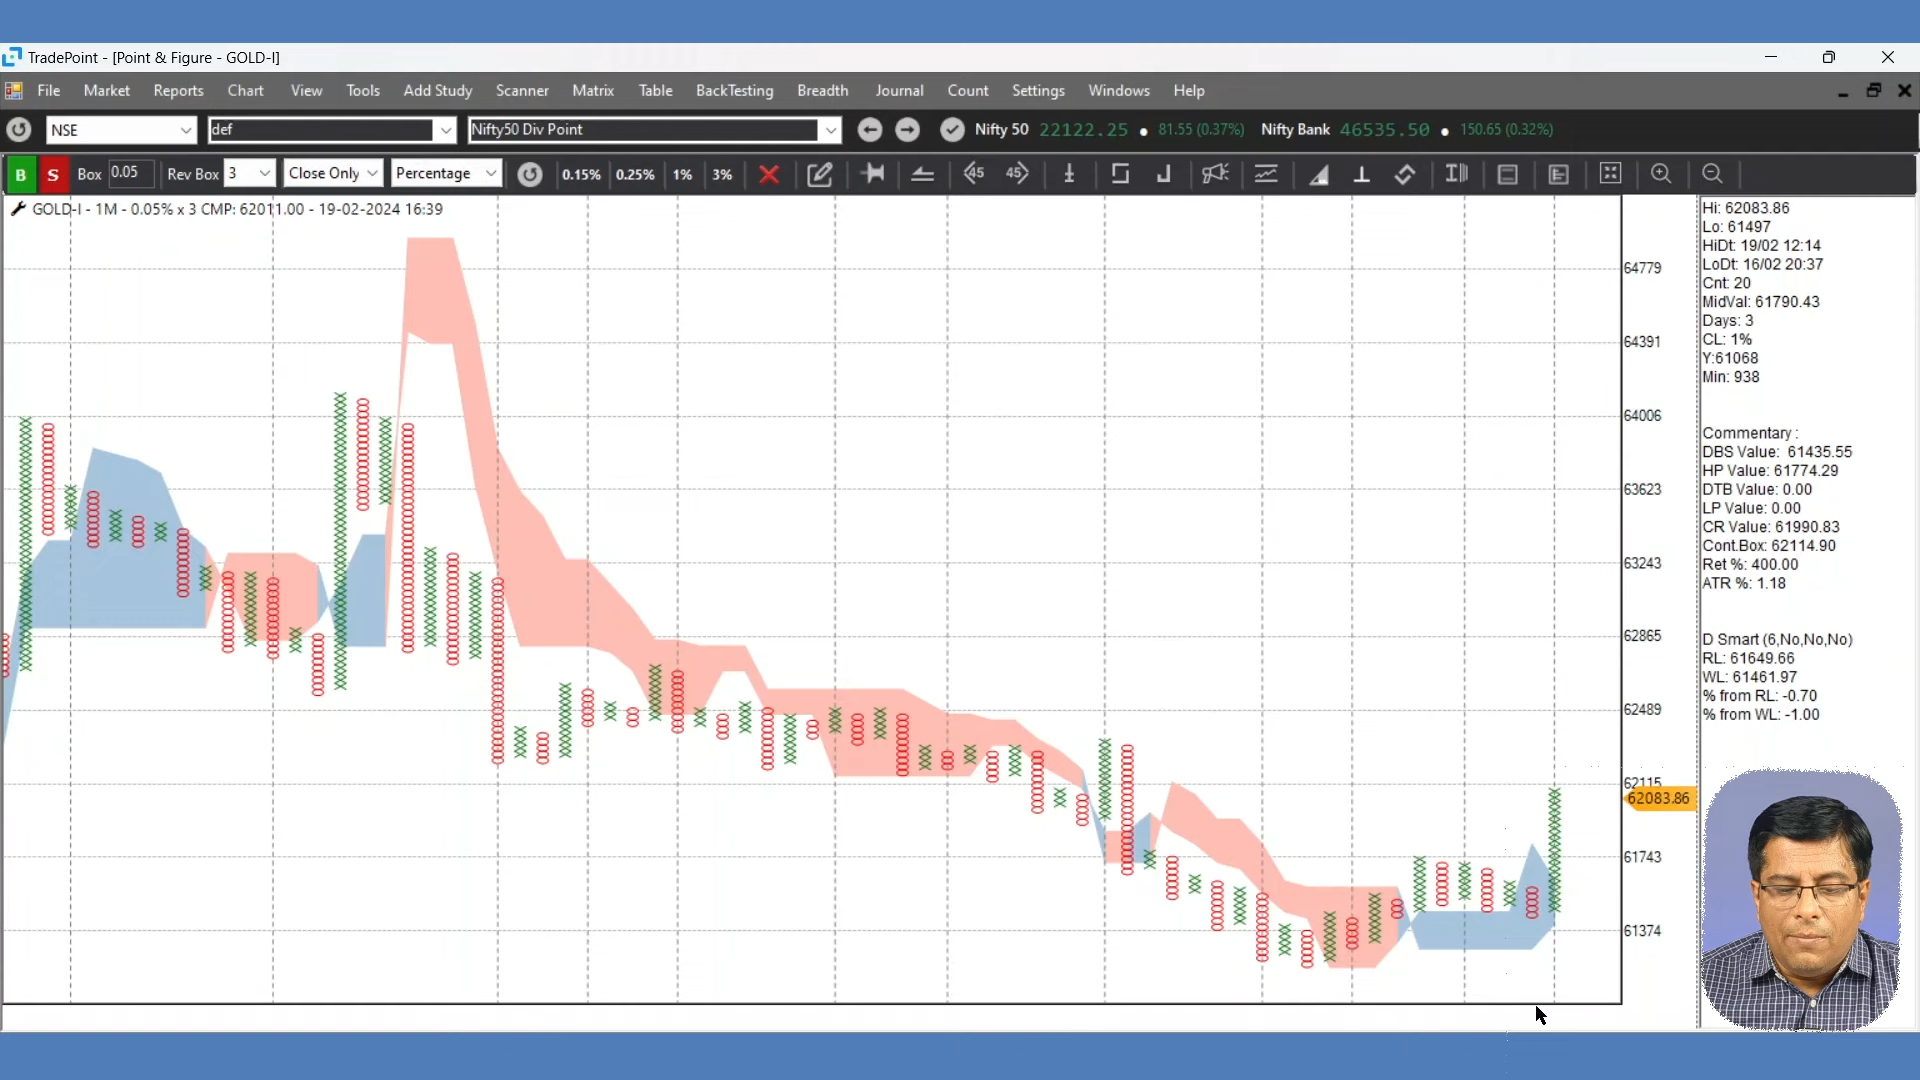 TradePoint - [Point & Figure - GOLD-I]
File Market Reports Chart View Tools Add Study Scanner Matrix Table BackTesting Breadth Journal Count Settings Windows Help
NSE def Nifty50 Div Point Nifty 50 22122.25 ● 81.55 (0.37%) Nifty Bank 46535.50 ● 150.65 (0.32%)
B S Box 0.05 Rev Box 3 Close Only Percentage 0.15% 0.25% 1% 3% 45 45
GOLD-I - 1M - 0.05% x 3 CMP: 62011.00 - 19-02-2024 16:39
64779
64391
64006
63623
63243
62865
62489
62115
62083.86
61743
61374
Hi: 62083.86
Lo: 61497
HiDt: 19/02 12:14
LoDt: 16/02 20:37
Cnt: 20
MidVal: 61790.43
Days: 3
CL: 1%
Y:61068
Min: 938
Commentary :
DBS Value: 61435.55
HP Value: 61774.29
DTB Value: 0.00
LP Value: 0.00
CR Value: 61990.83
Cont.Box: 62114.90
Ret %: 400.00
ATR %: 1.18
D Smart (6,No,No,No)
RL: 61649.66
WL: 61461.97
% from RL: -0.70
% from WL: -1.00